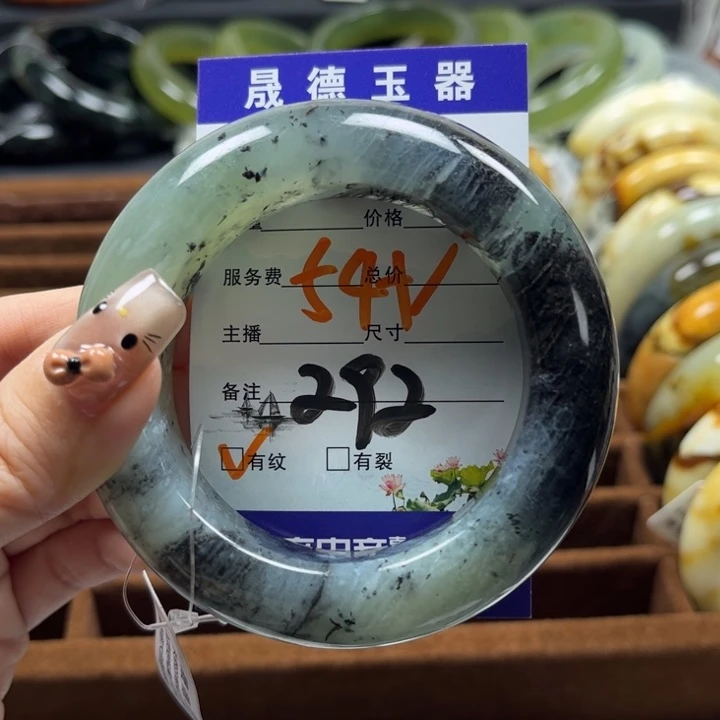 晟德玉器
价格
服务费 54V 总价
主播 尺寸
备注 292
☑有纹 ☐有裂